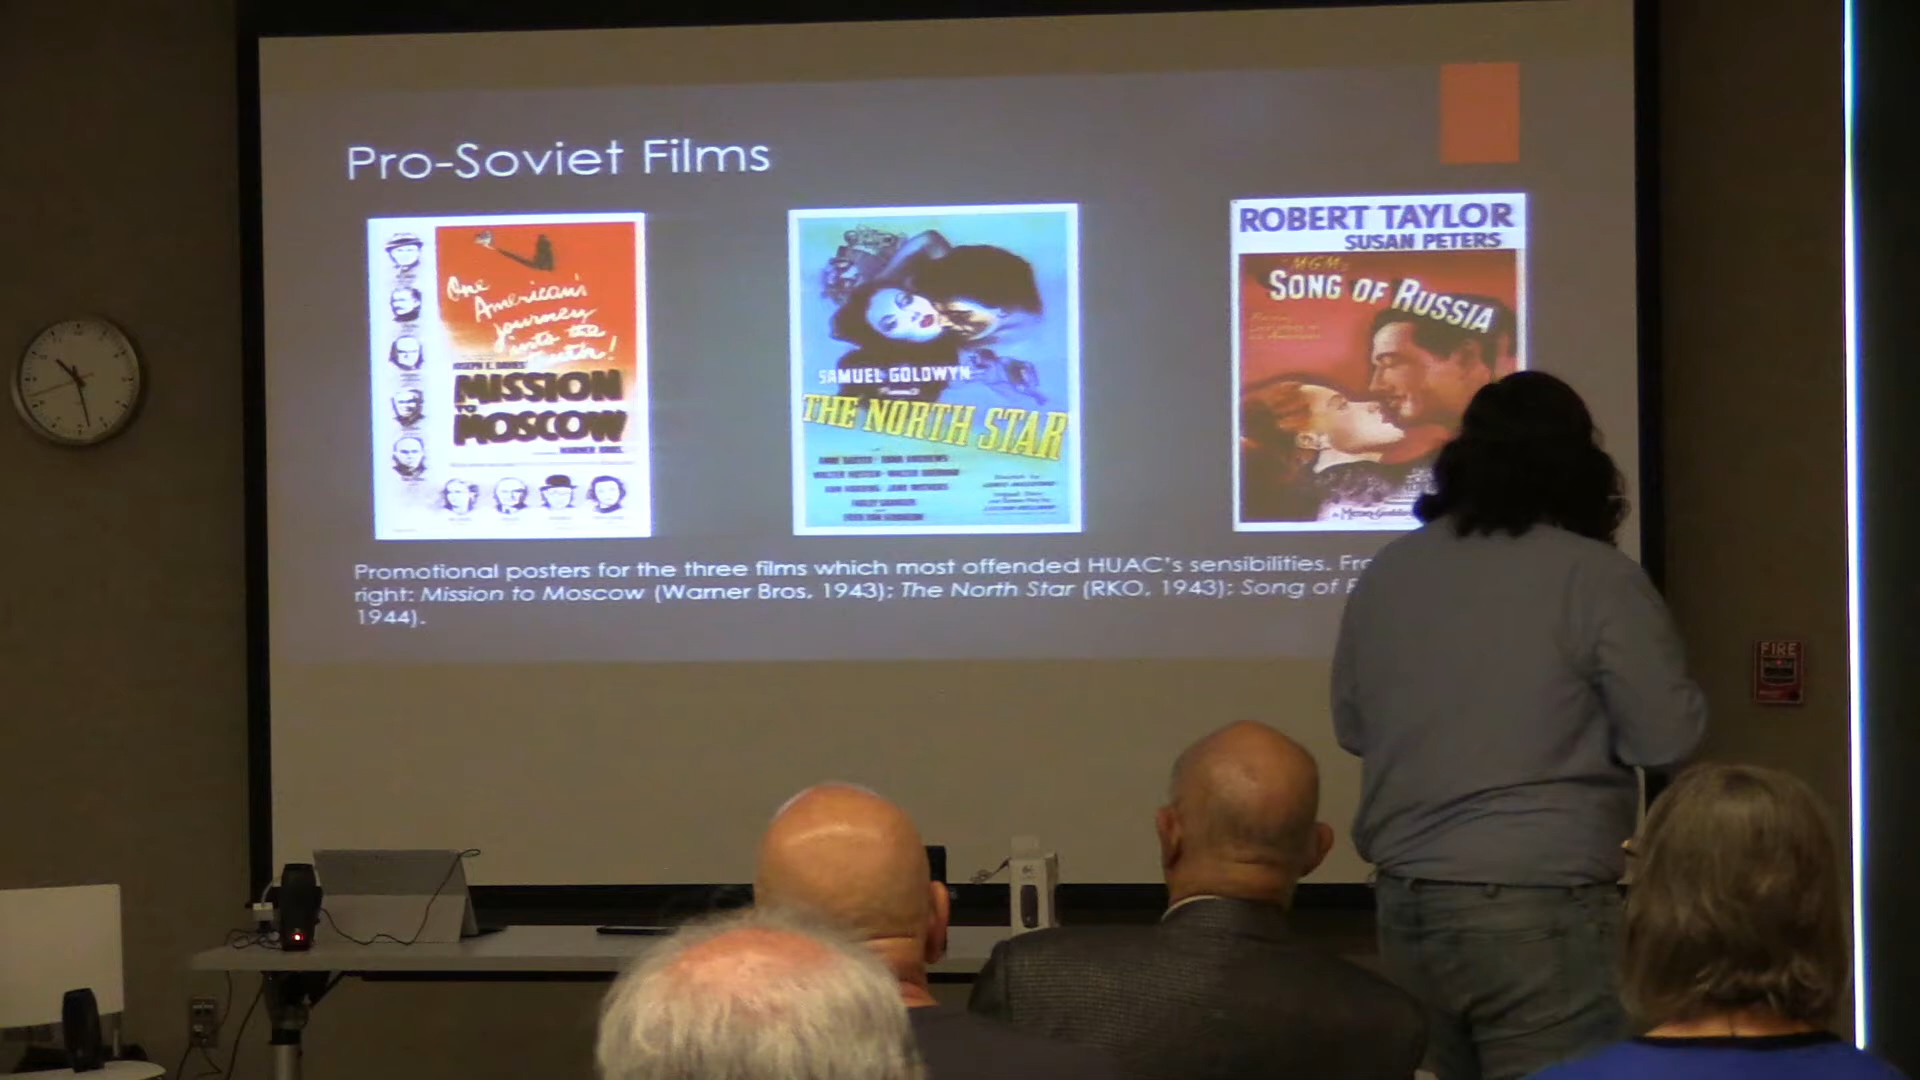 Pro-Soviet Films
One
American's
journey
into the
truth!
JOSEPH E. DAVIES'
MISSION
TO
MOSCOW
WARNER BROS.
SAMUEL GOLDWYN
THE NORTH STAR
ROBERT TAYLOR
SUSAN PETERS
MGM's
SONG OF RUSSIA
Promotional posters for the three films which most offended HUAC's sensibilities. Fr
right: Mission to Moscow (Warner Bros, 1943); The North Star (RKO, 1943); Song of
1944).
FIRE